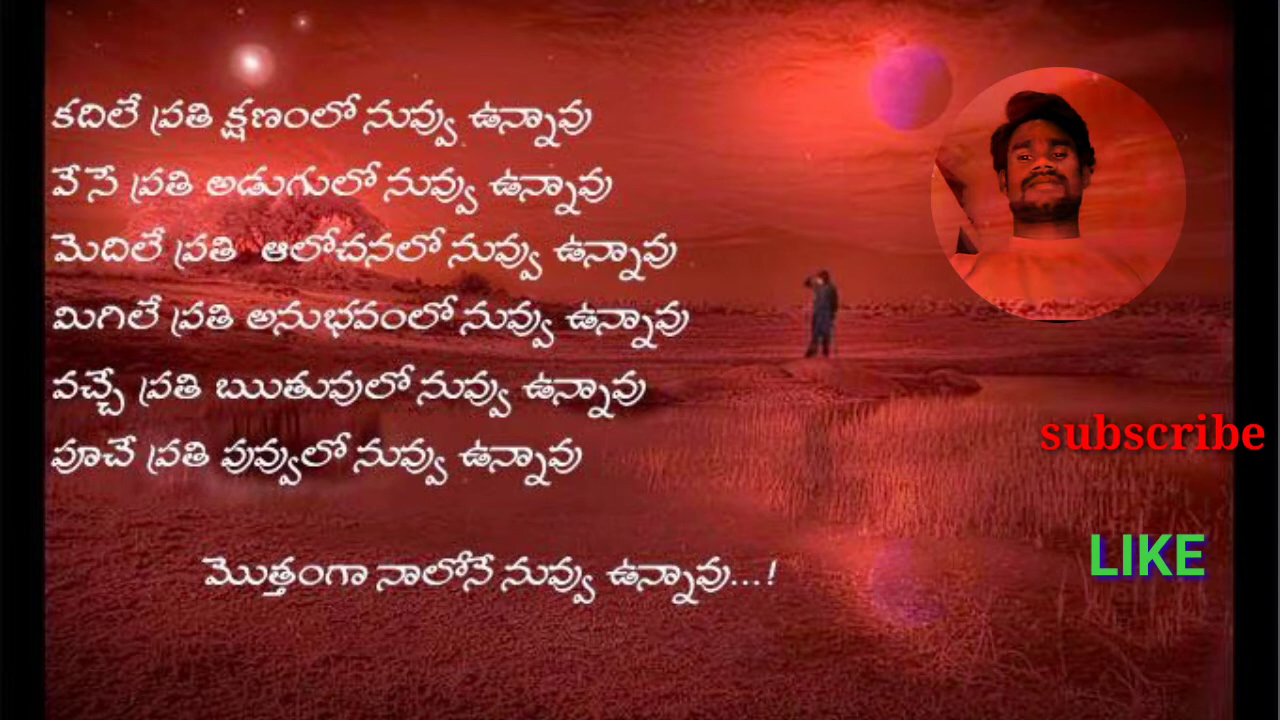 కదిలే ప్రతి క్షణంలో నువ్వు ఉన్నావు
వేసే ప్రతి అడుగులో నువ్వు ఉన్నావు
మెదిలే ప్రతి ఆలోచనలో నువ్వు ఉన్నావు
మిగిలే ప్రతి అనుభవంలో నువ్వు ఉన్నావు
వచ్చే ప్రతి ఋతువులో నువ్వు ఉన్నావు
పూచే ప్రతి పువ్వులో నువ్వు ఉన్నావు
మొత్తంగా నాలోనే నువ్వు ఉన్నావు...!
subscribe
LIKE